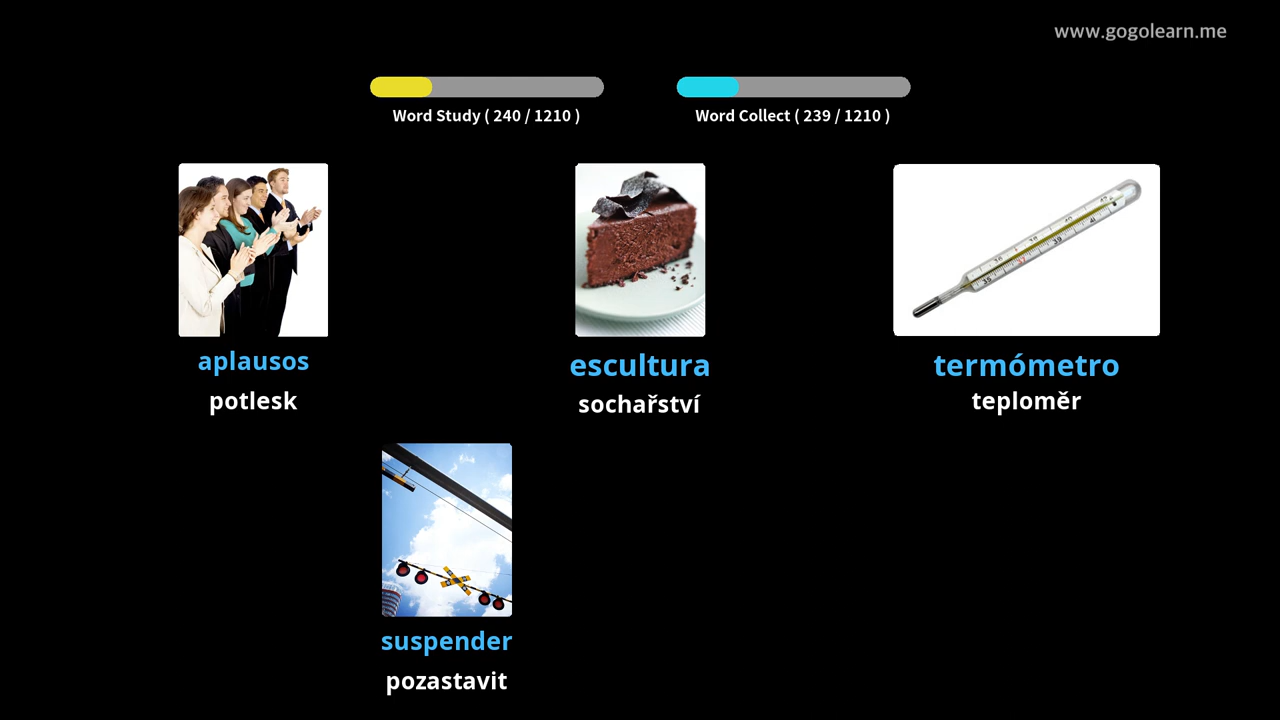 www.gogolearn.me
Word Study ( 240 / 1210 )
Word Collect ( 239 / 1210 )
aplausos
potlesk
escultura
sochařství
termómetro
teploměr
suspender
pozastavit